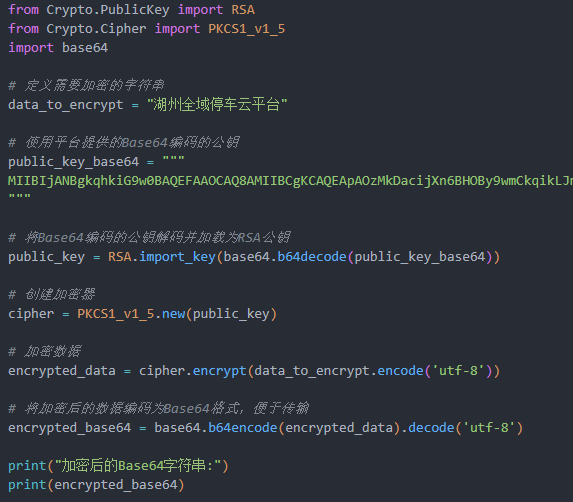 from Crypto.PublicKey import RSA
from Crypto.Cipher import PKCS1_v1_5
import base64
# 定义需要加密的字符串
data_to_encrypt = "湖州全域停车云平台"
# 使用平台提供的Base64编码的公钥
public_key_base64 = """
MIIBIjANBgkqhkiG9w0BAQEFAAOCAQ8AMIIBCgKCAQEApAOzMkDacijXn6BHOBy9wmCkqikLJn
"""
# 将Base64编码的公钥解码并加载为RSA公钥
public_key = RSA.import_key(base64.b64decode(public_key_base64))
# 创建加密器
cipher = PKCS1_v1_5.new(public_key)
# 加密数据
encrypted_data = cipher.encrypt(data_to_encrypt.encode('utf-8'))
# 将加密后的数据编码为Base64格式，便于传输
encrypted_base64 = base64.b64encode(encrypted_data).decode('utf-8')
print("加密后的Base64字符串:")
print(encrypted_base64)